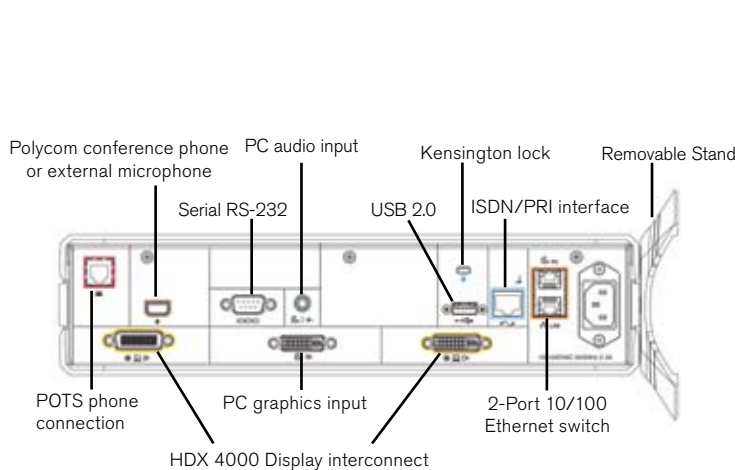 Polycom conference phone
or external microphone
PC audio input
Kensington lock
Removable Stand
Serial RS-232
USB 2.0
ISDN/PRI interface
POTS phone
connection
PC graphics input
2-Port 10/100
Ethernet switch
HDX 4000 Display interconnect